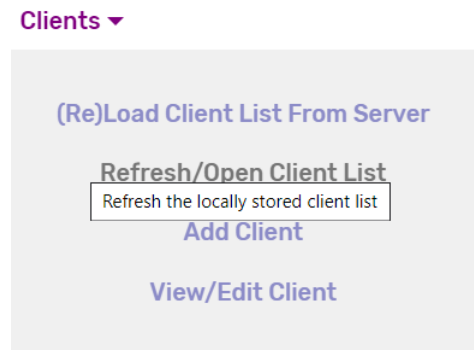 Clients
(Re)Load Client List From Server
Refresh/Open Client List
Refresh the locally stored client list
Add Client
View/Edit Client